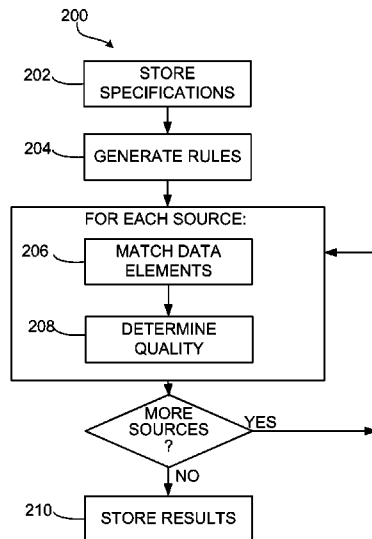 200
202
STORE
SPECIFICATIONS
204
GENERATE RULES
FOR EACH SOURCE:
206
MATCH DATA
ELEMENTS
208
DETERMINE
QUALITY
MORE
SOURCES
?
YES
NO
210
STORE RESULTS